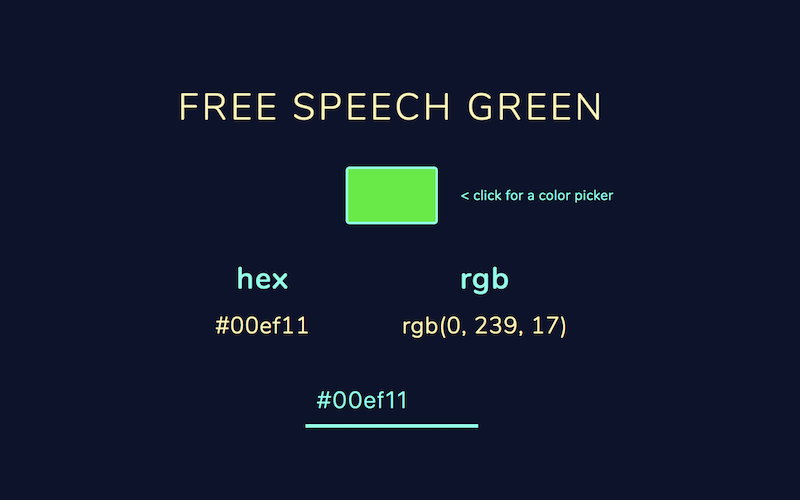 FREE SPEECH GREEN
< click for a color picker
hex
rgb
#00ef11
rgb(0, 239, 17)
#00ef11